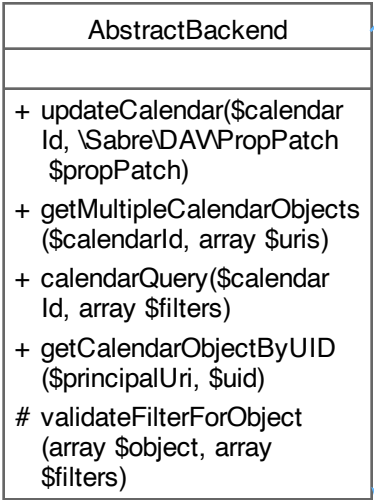 AbstractBackend
+ updateCalendar($calendar
Id, \Sabre\DAV\PropPatch
$propPatch)
+ getMultipleCalendarObjects
($calendarId, array $uris)
+ calendarQuery($calendar
Id, array $filters)
+ getCalendarObjectByUID
($principalUri, $uid)
# validateFilterForObject
(array $object, array
$filters)